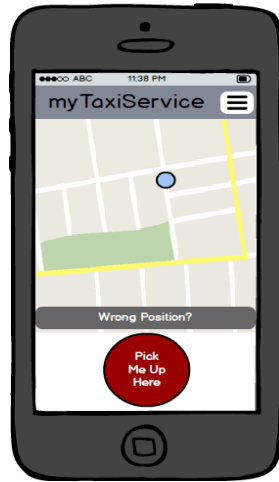 ABC 11:38 PM
myTaxiService
Wrong Position?
Pick
Me Up
Here